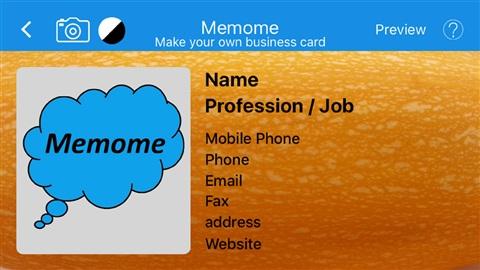 Memome
Make your own business card
Preview
?
Memome
Name
Profession / Job
Mobile Phone
Phone
Email
Fax
address
Website